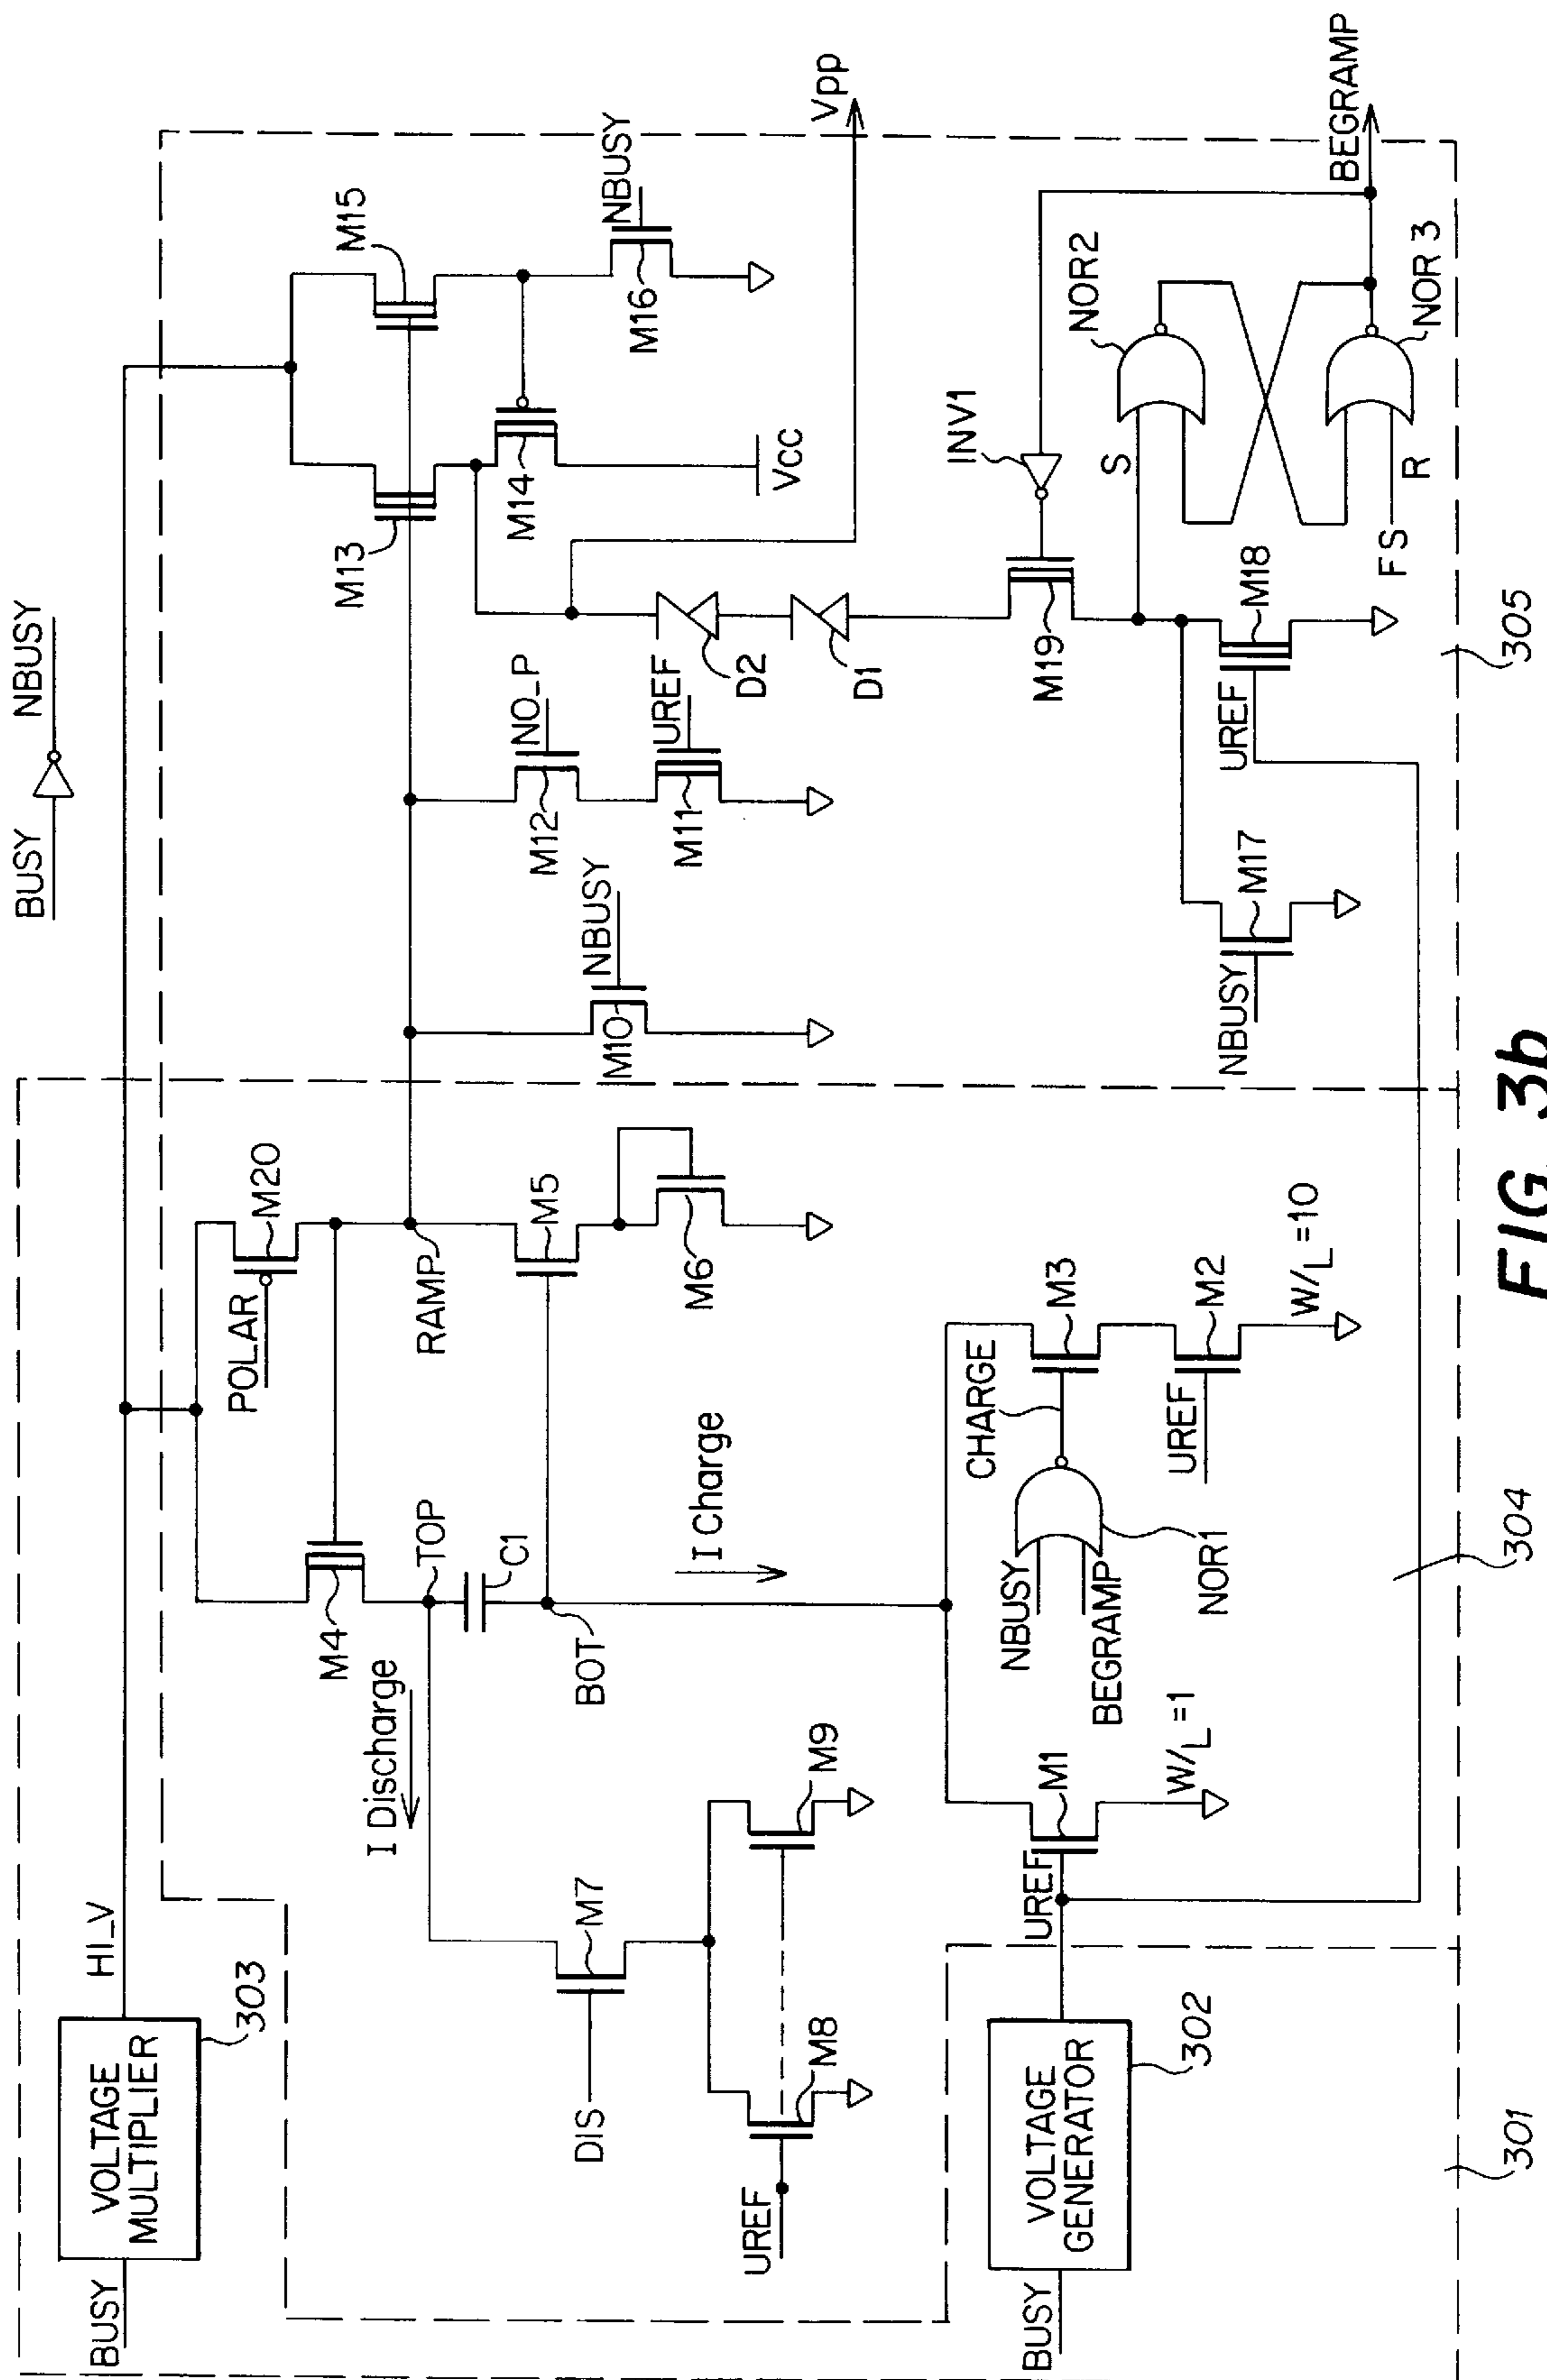 BUSY
NBUSY
BUSY
VOLTAGE
MULTIPLIER
303
HI_V
POLAR
M20
M4
TOP
C1
BOT
I Discharge
I Charge
RAMP
M5
M6
DIS
M7
UREF
M8
M9
BUSY
VOLTAGE
GENERATOR
302
UREF
M1
W/L=1
NBUSY
BEGRAMP
NOR1
CHARGE
M3
UREF
M2
W/L=10
M13
M15
M14
VCC
M16
NBUSY
Vpp
NBUSY
M10
NO_P
M12
UREF
M11
D2
D1
INV1
M19
NBUSY
M17
UREF
M18
S
NOR2
FS
R
NOR 3
BEGRAMP
301
304
305
FIG. 3b